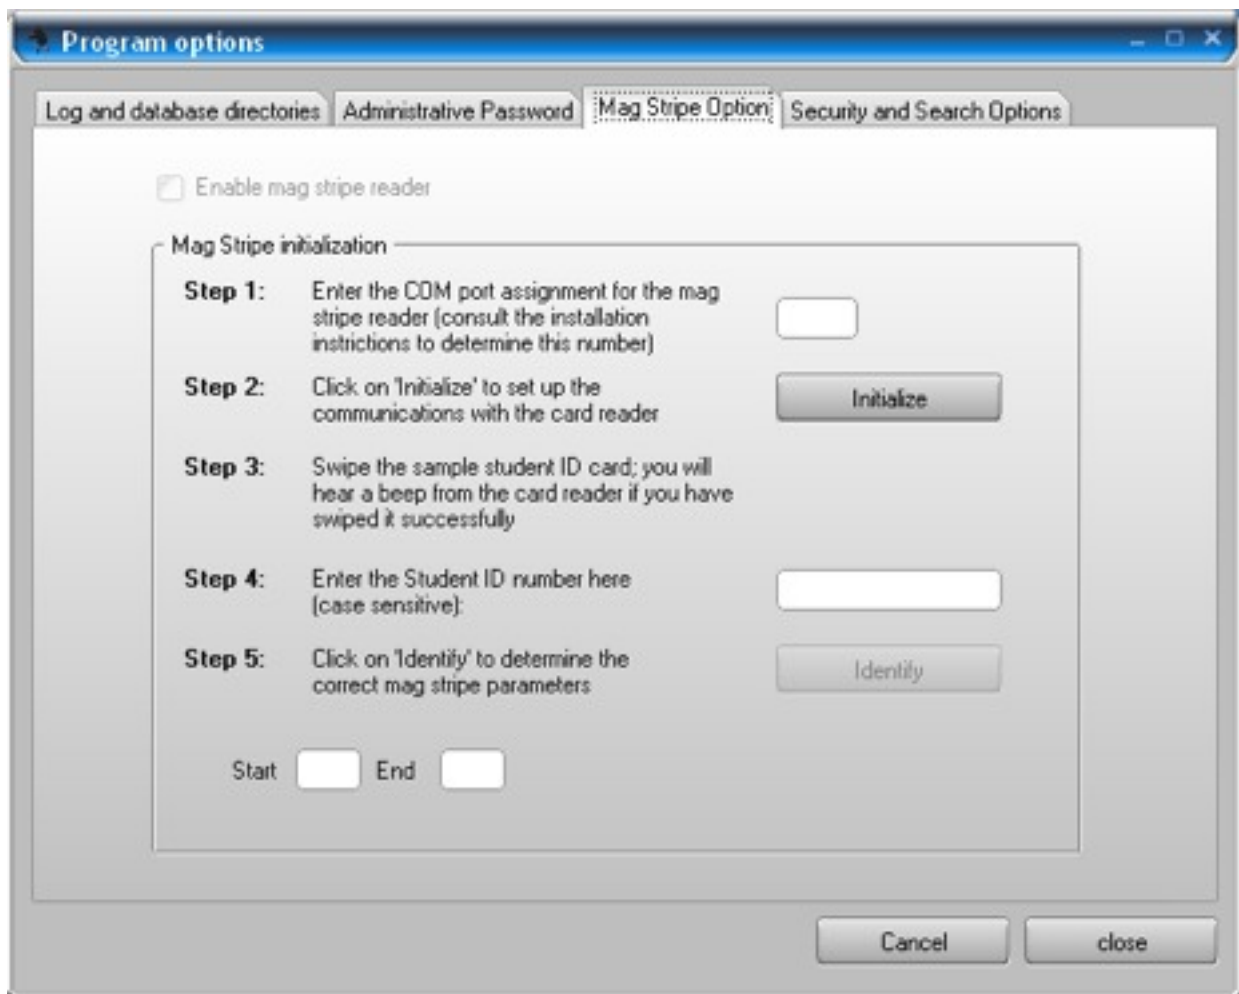 Program options
Log and database directories
Administrative Password
Mag Stripe Option
Security and Search Options
Enable mag stripe reader
Mag Stripe initialization
Step 1: Enter the COM port assignment for the mag
stripe reader (consult the installation
instrictions to determine this number)
Step 2: Click on 'Initialize' to set up the
communications with the card reader
Initialize
Step 3: Swipe the sample student ID card; you will
hear a beep from the card reader if you have
swiped it successfully
Step 4: Enter the Student ID number here
(case sensitive):
Step 5: Click on 'Identify' to determine the
correct mag stripe parameters
Identify
Start End
Cancel close